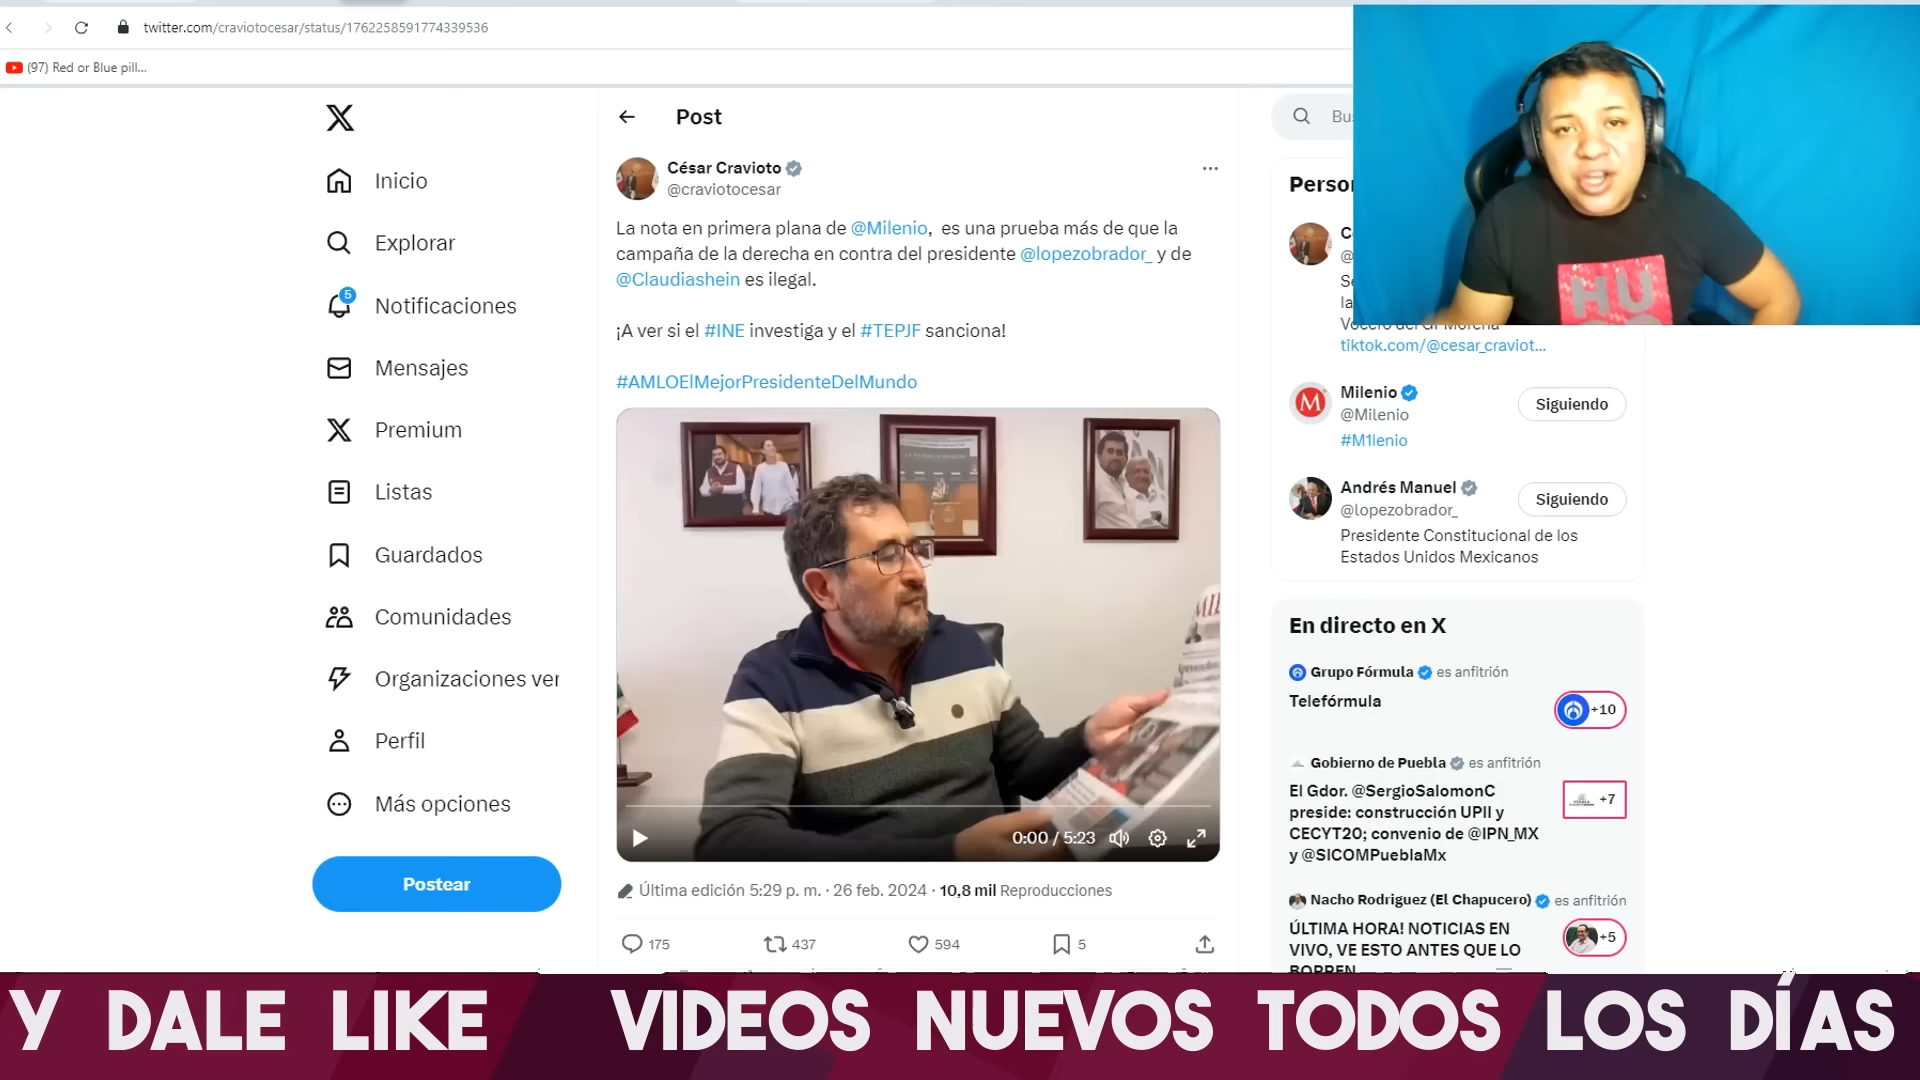 twitter.com/craviotocesar/status/1762258591774339536
(97) Red or Blue pill...
Inicio
Explorar
5
Notificaciones
Mensajes
Premium
Listas
Guardados
Comunidades
Organizaciones ver
Perfil
Más opciones
Postear
Post
César Cravioto
@craviotocesar
La nota en primera plana de @Milenio, es una prueba más de que la
campaña de la derecha en contra del presidente @lopezobrador_ y de
@Claudiashein es ilegal.
¡A ver si el #INE investiga y el #TEPJF sanciona!
#AMLOElMejorPresidenteDelMundo
0:00 / 5:23
Última edición 5:29 p. m. · 26 feb. 2024 · 10,8 mil Reproducciones
175
437
594
5
HU
tiktok.com/@cesar_craviot...
Milenio
@Milenio
Siguiendo
#M1lenio
Andrés Manuel
@lopezobrador_
Siguiendo
Presidente Constitucional de los
Estados Unidos Mexicanos
En directo en X
Grupo Fórmula es anfitrión
Telefórmula
+10
Gobierno de Puebla es anfitrión
El Gdor. @SergioSalomonC
preside: construcción UPII y
CECYT20; convenio de @IPN_MX
y @SICOMPueblaMx
+7
Nacho Rodriguez (El Chapucero) es anfitrión
ÚLTIMA HORA! NOTICIAS EN
VIVO, VE ESTO ANTES QUE LO
BORREN
+5
Y DALE LIKE VIDEOS NUEVOS TODOS LOS DÍAS